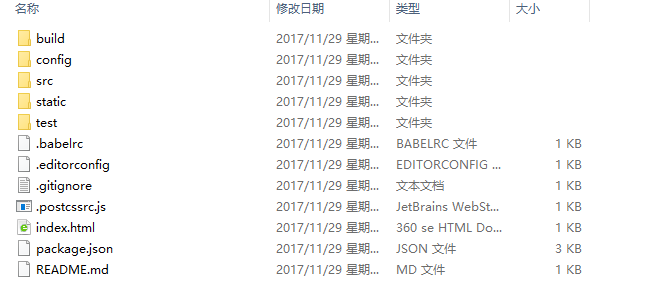 名称 修改日期 类型 大小
build 2017/11/29 星期... 文件夹
config 2017/11/29 星期... 文件夹
src 2017/11/29 星期... 文件夹
static 2017/11/29 星期... 文件夹
test 2017/11/29 星期... 文件夹
.babelrc 2017/11/29 星期... BABELRC 文件 1 KB
.editorconfig 2017/11/29 星期... EDITORCONFIG ... 1 KB
.gitignore 2017/11/29 星期... 文本文档 1 KB
.postcssrc.js 2017/11/29 星期... JetBrains WebSt... 1 KB
index.html 2017/11/29 星期... 360 se HTML Do... 1 KB
package.json 2017/11/29 星期... JSON 文件 3 KB
README.md 2017/11/29 星期... MD 文件 1 KB